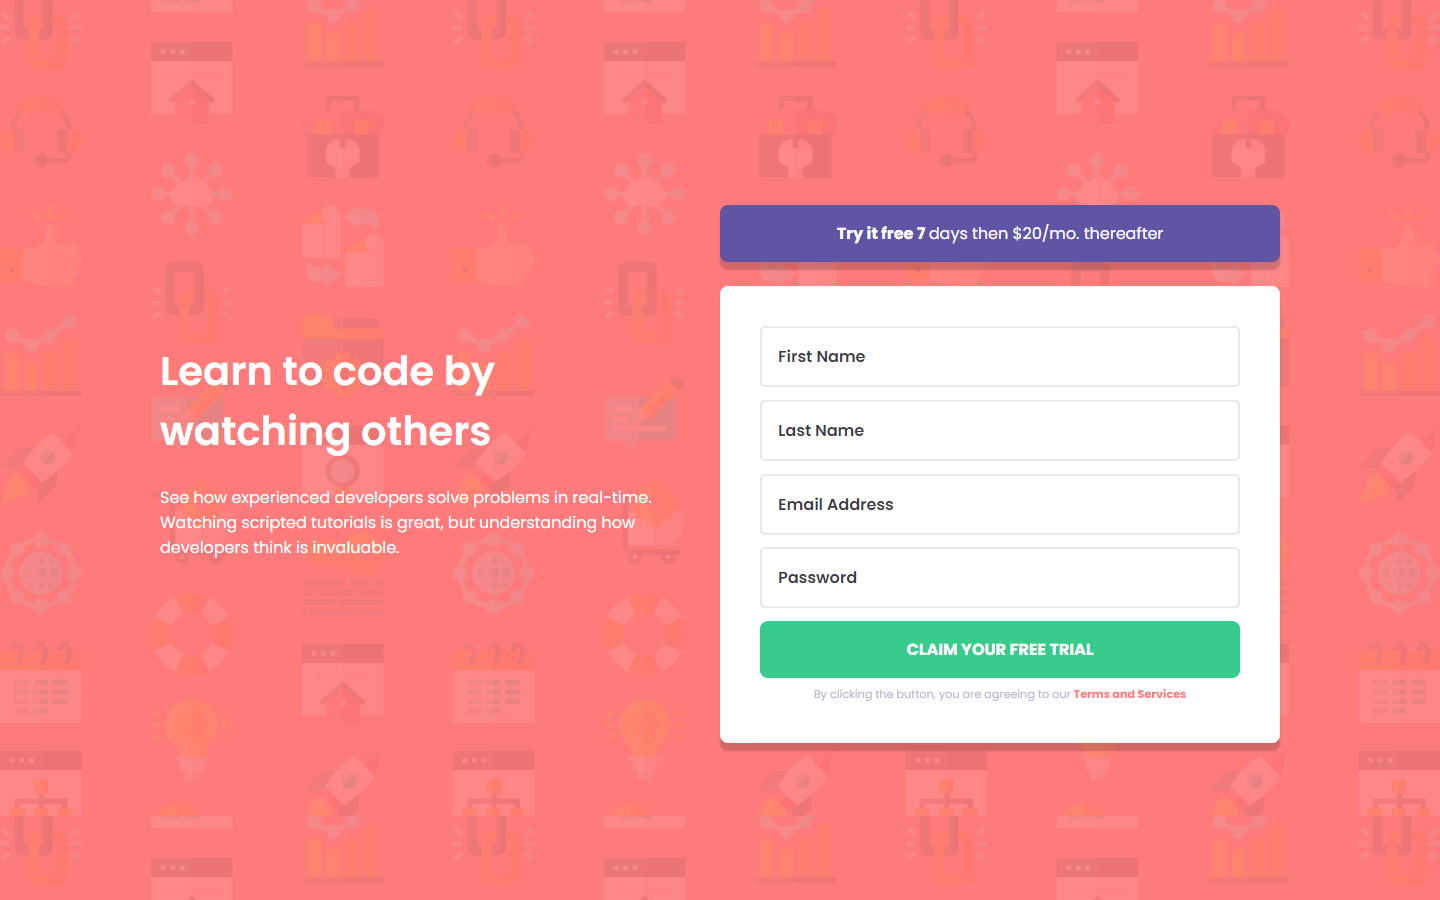 Learn to code by
watching others
See how experienced developers solve problems in real-time.
Watching scripted tutorials is great, but understanding how
developers think is invaluable.
Try it free 7 days then $20/mo. thereafter
First Name
Last Name
Email Address
Password
CLAIM YOUR FREE TRIAL
By clicking the button, you are agreeing to our Terms and Services